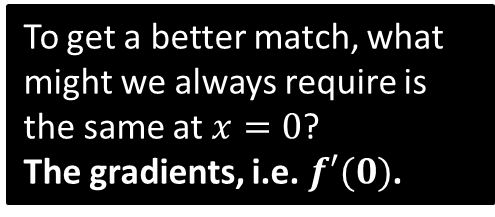 To get a better match, what
might we always require is
the same at 𝑥 = 0?
The gradients, i.e. 𝒇′(𝟎).